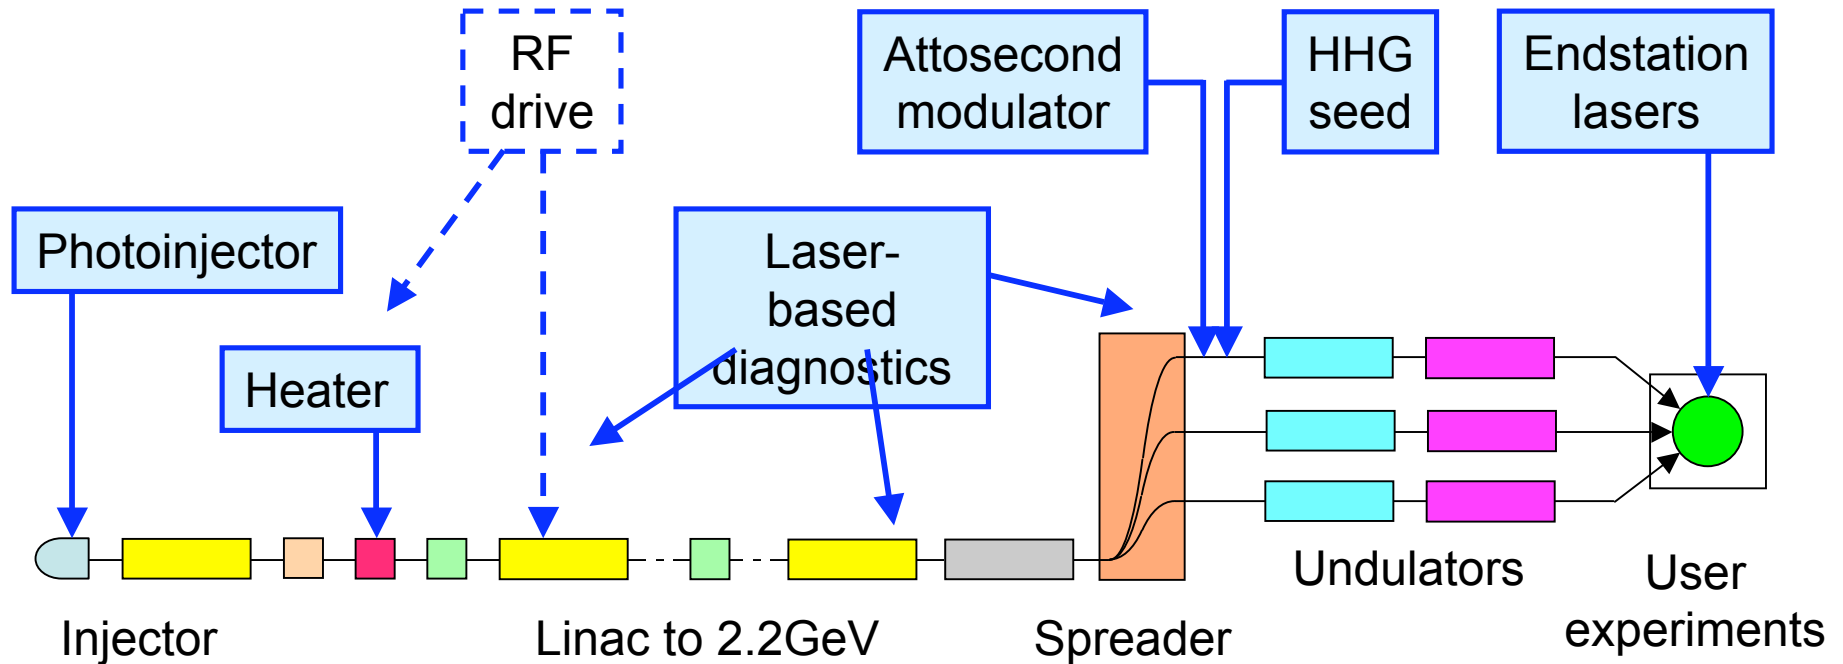 RF
drive
Attosecond
modulator
HHG
seed
Endstation
lasers
Photoinjector
Laser-
based
diagnostics
Heater
Undulators
User
experiments
Injector
Linac to 2.2GeV
Spreader